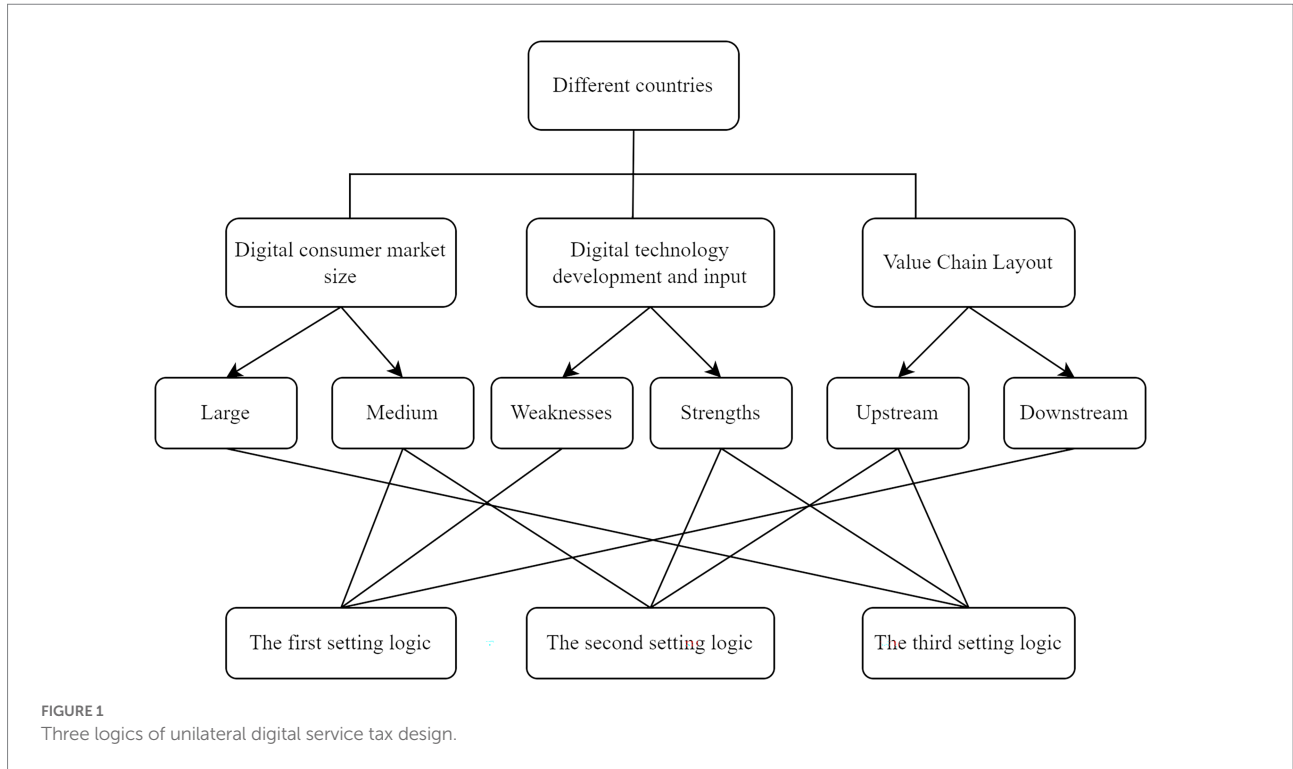 Different countries
Digital consumer market
size
Digital technology
development and input
Value Chain Layout
Large
Medium
Weaknesses
Strengths
Upstream
Downstream
The first setting logic
The second setting logic
The third setting logic
FIGURE 1
Three logics of unilateral digital service tax design.